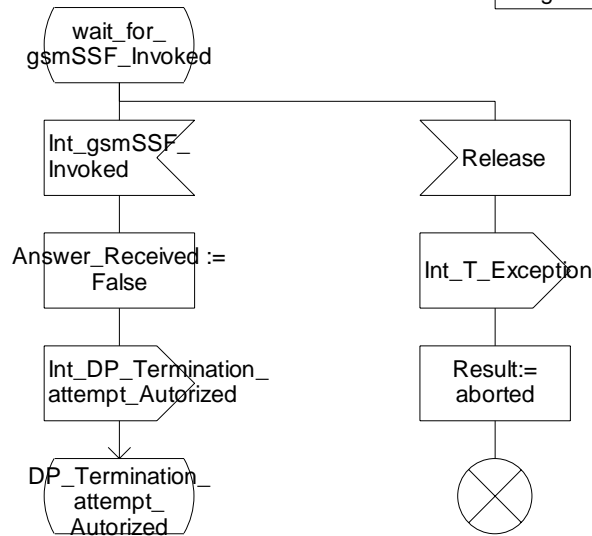 wait_for_
gsmSSF_Invoked
Int_gsmSSF_
Invoked
Release
Answer_Received :=
False
Int_T_Exception
Int_DP_Termination_
attempt_Autorized
Result:=
aborted
DP_Termination_
attempt_
Autorized